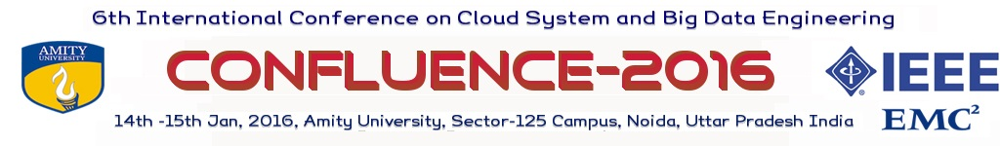 6th International Conference on Cloud System and Big Data Engineering
AMITY
UNIVERSITY
CONFLUENCE-2016
IEEE
®
EMC²
14th -15th Jan, 2016, Amity University, Sector-125 Campus, Noida, Uttar Pradesh India